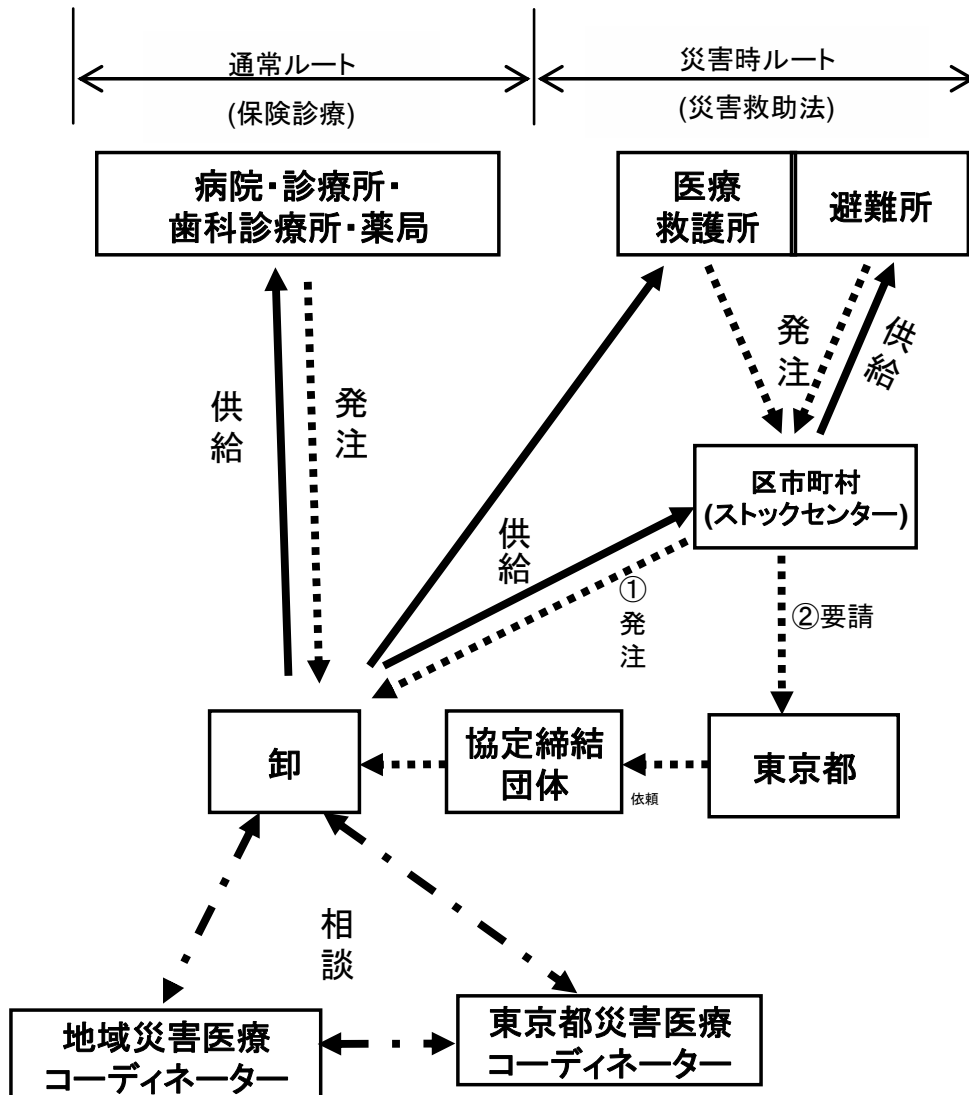 通常ルート
(保険診療)
災害時ルート
(災害救助法)
病院・診療所・
歯科診療所・薬局
医療
救護所
避難所
供給
発注
発注
供給
区市町村
(ストックセンター)
供給
①発注
②要請
卸
協定締結
団体
依頼
東京都
相談
地域災害医療
コーディネーター
東京都災害医療
コーディネーター